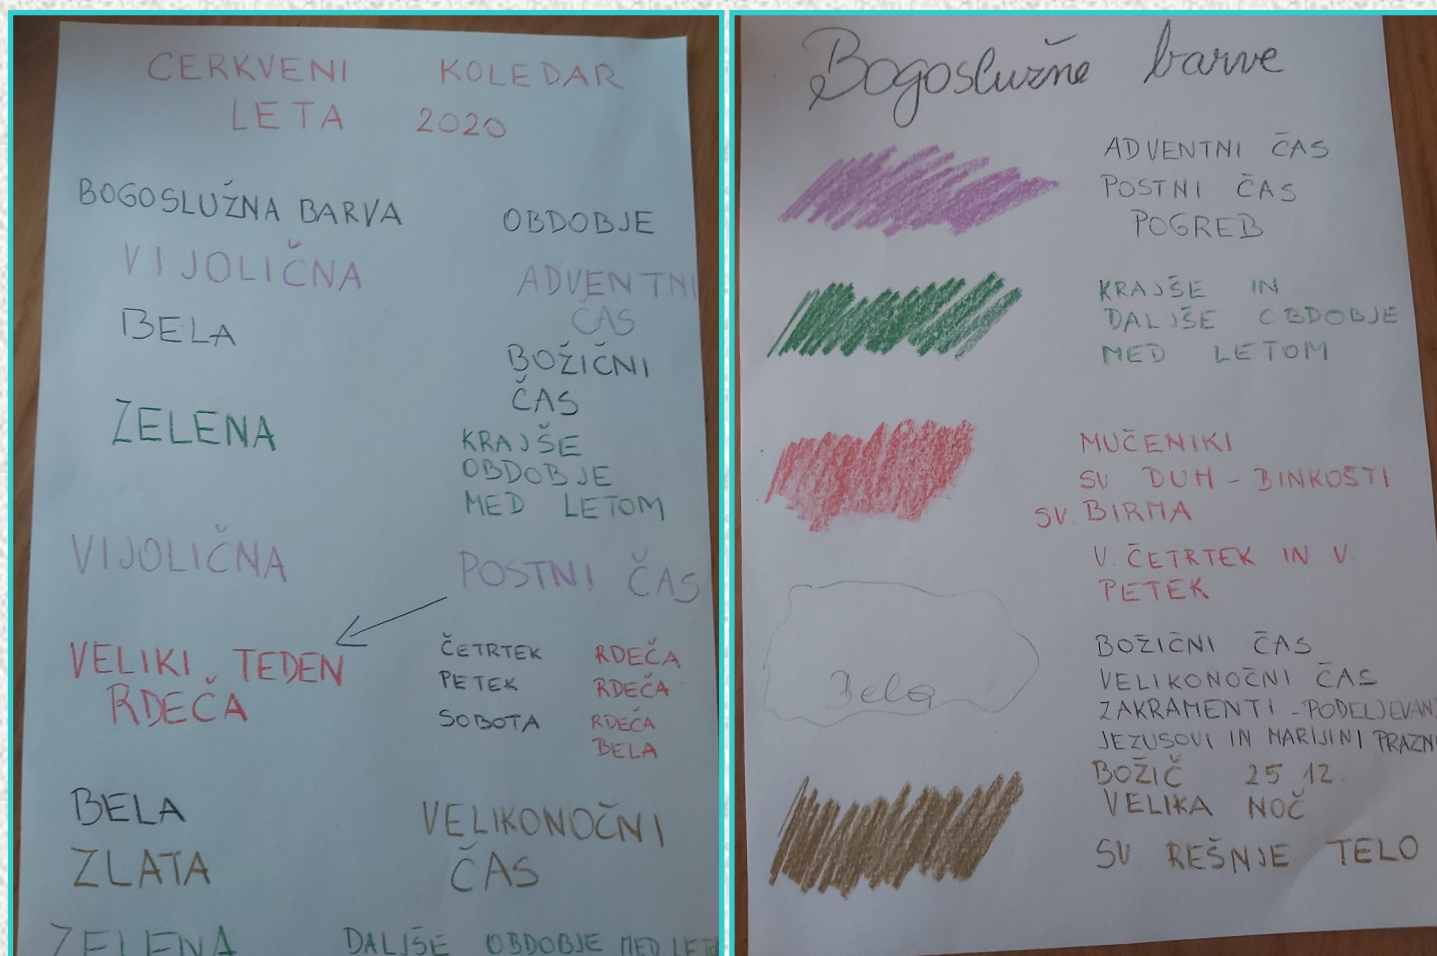 CERKVENI KOLEDAR
LETA 2020
BOGOSLUŽNA BARVA OBDOBJE
VIJOLIČNA ADVENTNI
ČAS
BELA BOŽIČNI
ČAS
ZELENA KRAJŠE
OBDOBJE
MED LETOM
VIJOLIČNA POSTNI ČAS
VELIKI TEDEN
RDEČA
ČETRTEK RDEČA
PETEK RDEČA
SOBOTA RDEČA
BELA
BELA VELIKONOČNI
ZLATA ČAS
ZELENA DALJŠE OBDOBJE MED
Bogoslužne barve
ADVENTNI ČAS
POSTNI ČAS
POGREB
KRAJŠE IN
DALJŠE OBDOBJE
MED LETOM
MUČENIKI
SV DUH - BINKOŠTI
SV. BIRMA
V. ČETRTEK IN V.
PETEK
Bela
BOŽIČNI ČAS
VELIKONOČNI ČAS
ZAKRAMENTI - PODELJEVAN
JEZUSOVI IN MARIJINI PRAZN
BOŽIČ 25 12.
VELIKA NOČ
SV. REŠNJE TELO